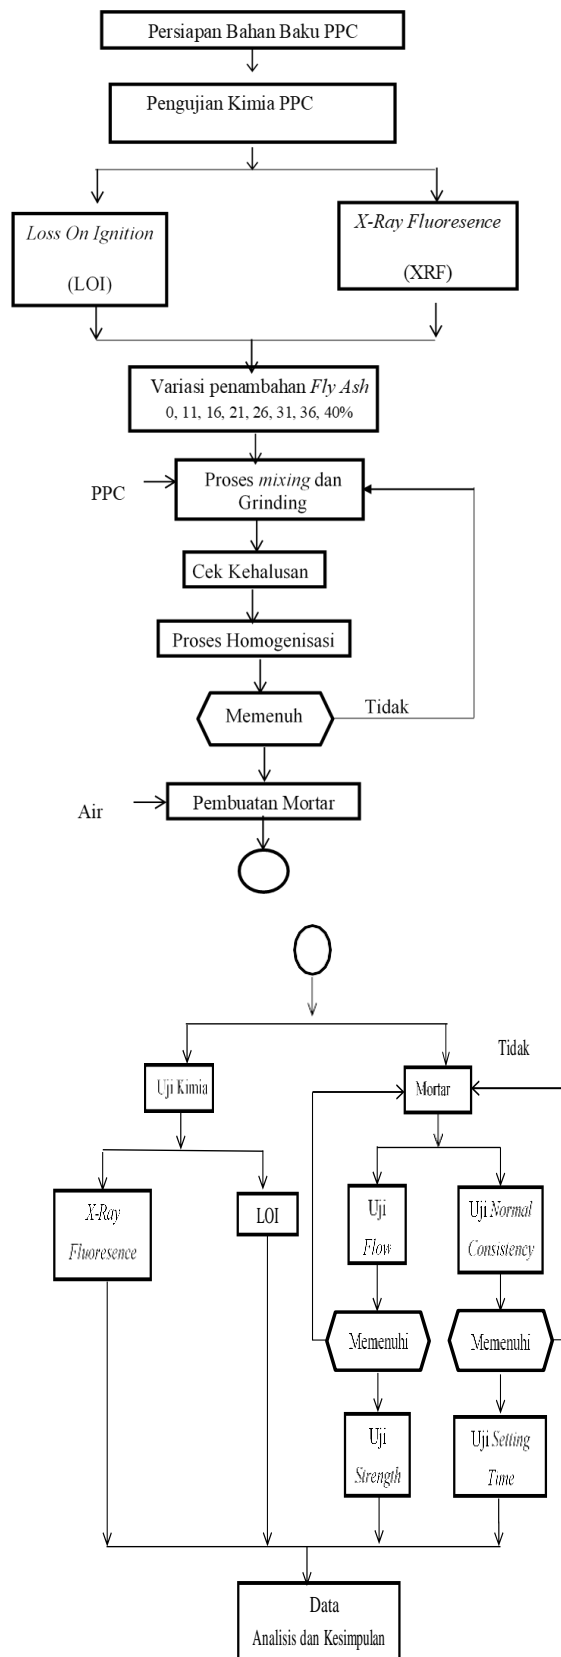 Persiapan Bahan Baku PPC
Pengujian Kimia PPC
Loss On Ignition
(LOI)
X-Ray Fluoresence
(XRF)
Variasi penambahan Fly Ash
0, 11, 16, 21, 26, 31, 36, 40%
PPC
Proses mixing dan
Grinding
Cek Kehalusan
Proses Homogenisasi
Memenuh
Tidak
Air
Pembuatan Mortar
Tidak
Uji Kimia
Mortar
X-Ray
Fluoresence
LOI
Uji
Flow
Uji Normal
Consistency
Memenuhi
Memenuhi
Uji
Strength
Uji Setting
Time
Data
Analisis dan Kesimpulan